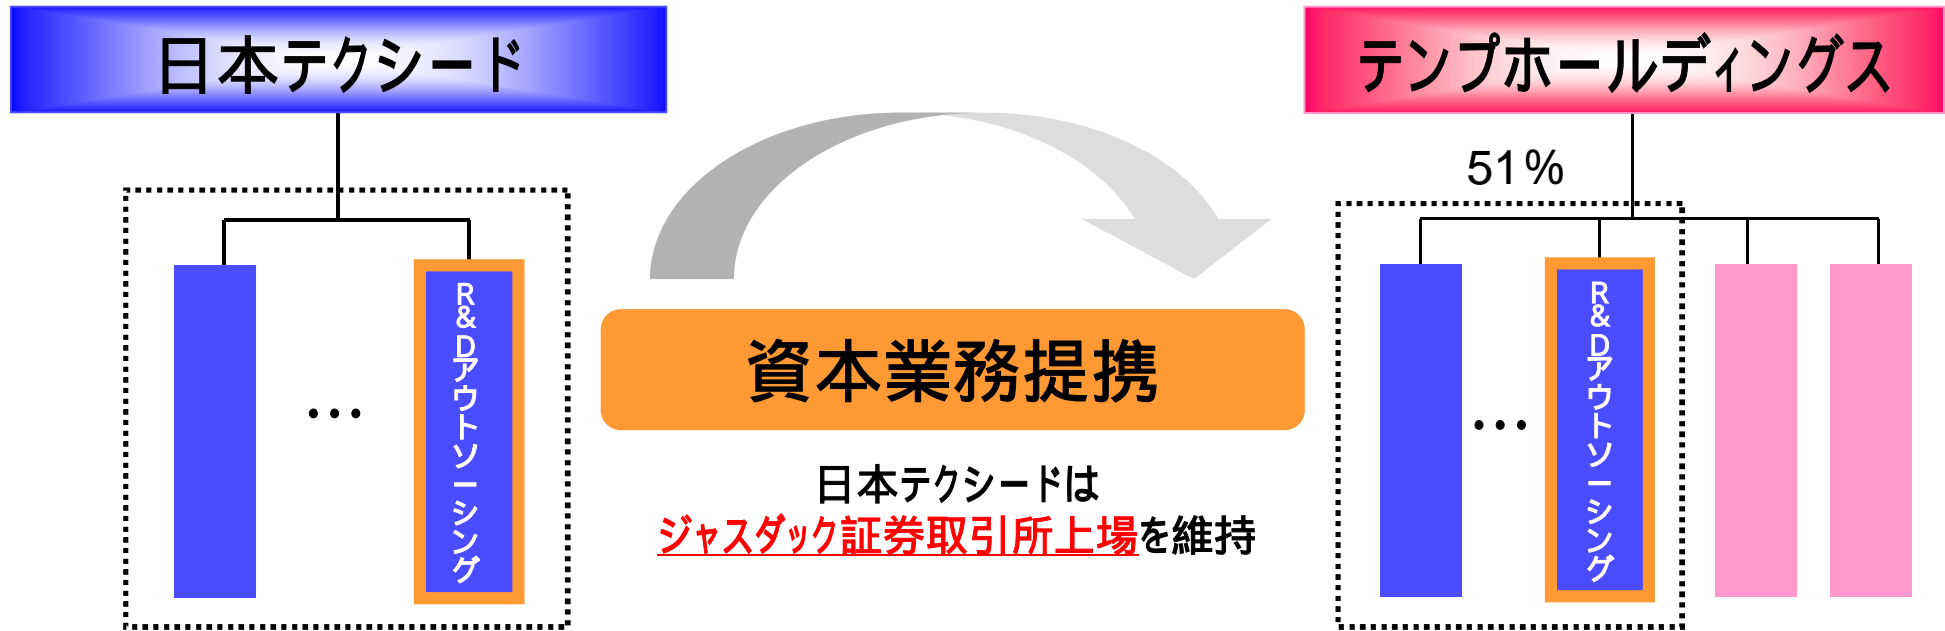 日本テクシード
テンプホールディングス
51%
R&Dアウトソーシング
・・・
資本業務提携
日本テクシードは
ジャスダック証券取引所上場を維持
・・・
R&Dアウトソーシング